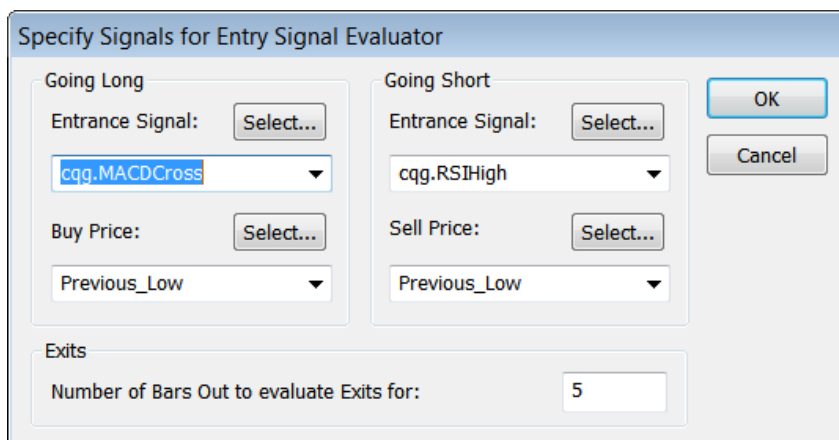 Specify Signals for Entry Signal Evaluator
Going Long
Entrance Signal: Select...
cqg.MACDCross
Buy Price: Select...
Previous_Low
Going Short
Entrance Signal: Select...
cqg.RSIHigh
Sell Price: Select...
Previous_Low
OK
Cancel
Exits
Number of Bars Out to evaluate Exits for: 5